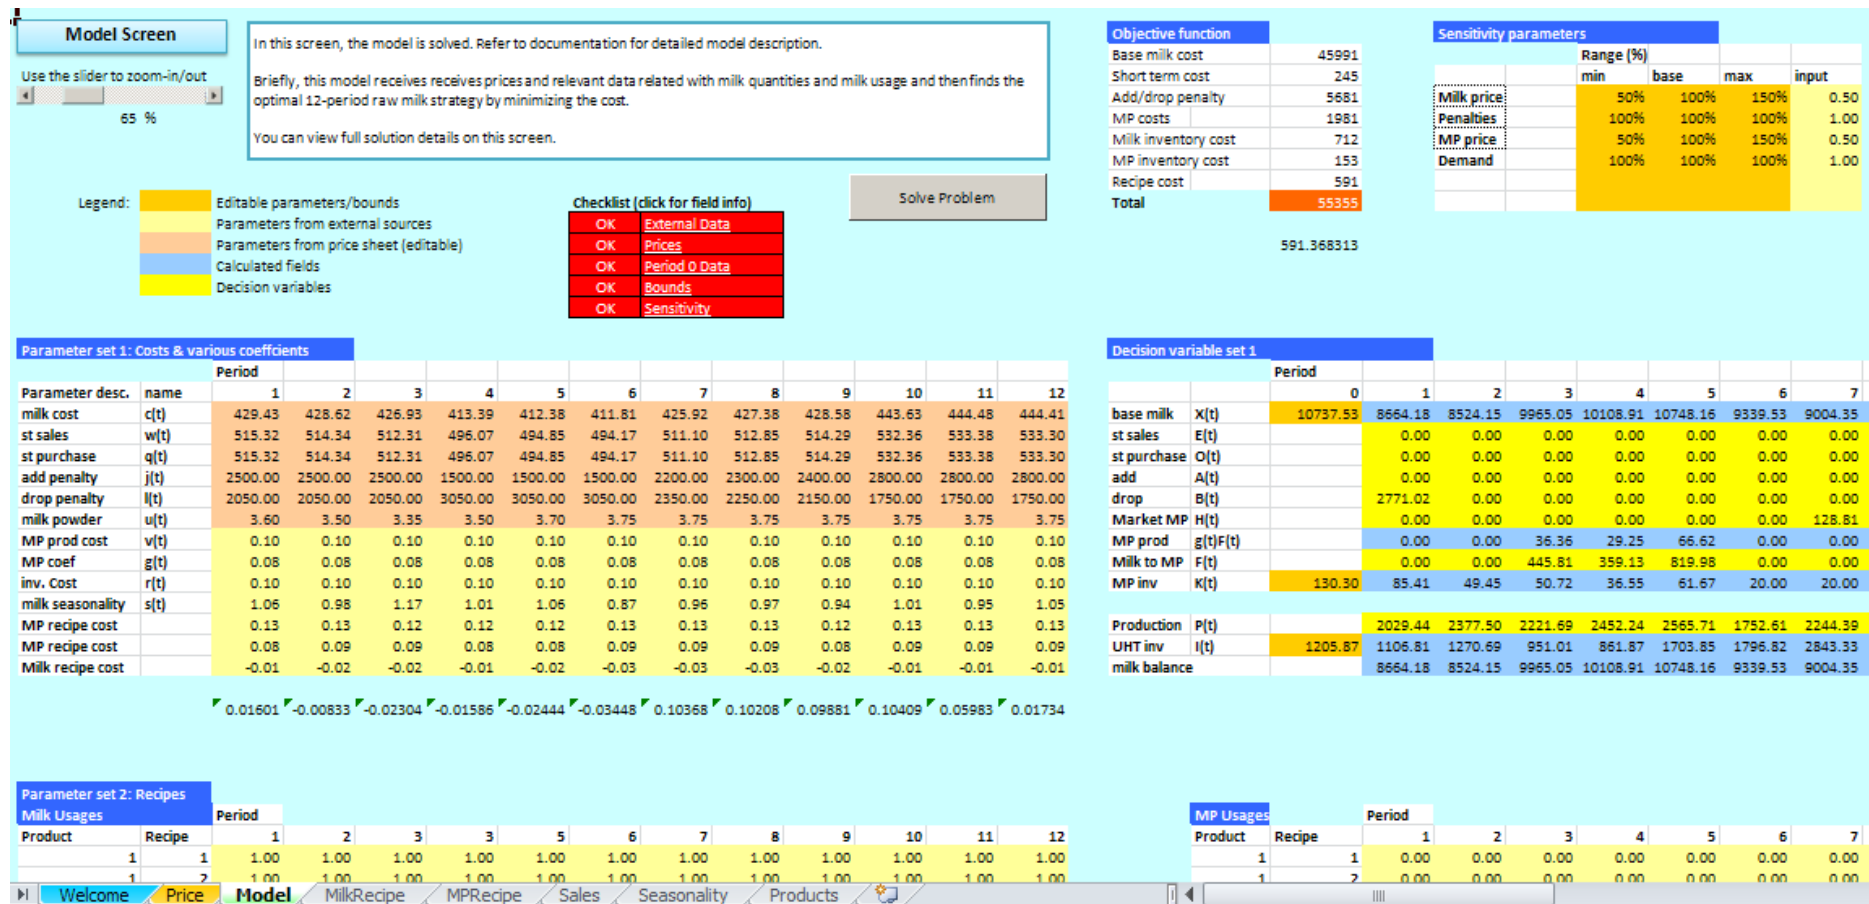 Model Screen
Use the slider to zoom-in/out
65 %
In this screen, the model is solved. Refer to documentation for detailed model description.
Briefly, this model receives receives prices and relevant data related with milk quantities and milk usage and then finds the
optimal 12-period raw milk strategy by minimizing the cost.
You can view full solution details on this screen.
Legend:
Editable parameters/bounds
Parameters from external sources
Parameters from price sheet (editable)
Calculated fields
Decision variables
Checklist (click for field info)
OK External Data
OK Prices
OK Period 0 Data
OK Bounds
OK Sensitivity
Solve Problem
Objective function
Base milk cost 45991
Short term cost 245
Add/drop penalty 5681
MP costs 1981
Milk inventory cost 712
MP inventory cost 153
Recipe cost 591
Total 55355
591.368313
Sensitivity parameters
Range (%)
min base max input
Milk price 50% 100% 150% 0.50
Penalties 100% 100% 100% 1.00
MP price 50% 100% 150% 0.50
Demand 100% 100% 100% 1.00
Parameter set 1: Costs & various coeffcients
Period
Parameter desc. name 1 2 3 4 5 6 7 8 9 10 11 12
milk cost c(t) 429.43 428.62 426.93 413.39 412.38 411.81 425.92 427.38 428.58 443.63 444.48 444.41
st sales w(t) 515.32 514.34 512.31 496.07 494.85 494.17 511.10 512.85 514.29 532.36 533.38 533.30
st purchase q(t) 515.32 514.34 512.31 496.07 494.85 494.17 511.10 512.85 514.29 532.36 533.38 533.30
add penalty j(t) 2500.00 2500.00 2500.00 1500.00 1500.00 1500.00 2200.00 2300.00 2400.00 2800.00 2800.00 2800.00
drop penalty l(t) 2050.00 2050.00 2050.00 3050.00 3050.00 3050.00 2350.00 2250.00 2150.00 1750.00 1750.00 1750.00
milk powder u(t) 3.60 3.50 3.35 3.50 3.70 3.75 3.75 3.75 3.75 3.75 3.75 3.75
MP prod cost v(t) 0.10 0.10 0.10 0.10 0.10 0.10 0.10 0.10 0.10 0.10 0.10 0.10
MP coef g(t) 0.08 0.08 0.08 0.08 0.08 0.08 0.08 0.08 0.08 0.08 0.08 0.08
inv. Cost r(t) 0.10 0.10 0.10 0.10 0.10 0.10 0.10 0.10 0.10 0.10 0.10 0.10
milk seasonality s(t) 1.06 0.98 1.17 1.01 1.06 0.87 0.96 0.97 0.94 1.01 0.95 1.05
MP recipe cost 0.13 0.13 0.12 0.12 0.12 0.13 0.13 0.13 0.12 0.13 0.13 0.13
MP recipe cost 0.08 0.09 0.09 0.08 0.08 0.09 0.09 0.09 0.08 0.09 0.09 0.09
Milk recipe cost -0.01 -0.02 -0.02 -0.01 -0.02 -0.03 -0.03 -0.03 -0.02 -0.01 -0.01 -0.01
0.01601 -0.00833 -0.02304 -0.01586 -0.02444 -0.03448 0.10368 0.10208 0.09881 0.10409 0.05983 0.01734
Decision variable set 1
Period
0 1 2 3 4 5 6 7
base milk X(t) 10737.53 8664.18 8524.15 9965.05 10108.91 10748.16 9339.53 9004.35
st sales E(t) 0.00 0.00 0.00 0.00 0.00 0.00 0.00
st purchase O(t) 0.00 0.00 0.00 0.00 0.00 0.00 0.00
add A(t) 0.00 0.00 0.00 0.00 0.00 0.00 0.00
drop B(t) 2771.02 0.00 0.00 0.00 0.00 0.00 0.00
Market MP H(t) 0.00 0.00 0.00 0.00 0.00 0.00 128.81
MP prod g(t)F(t) 0.00 0.00 36.36 29.25 66.62 0.00 0.00
Milk to MP F(t) 0.00 0.00 445.81 359.13 819.98 0.00 0.00
MP inv K(t) 130.30 85.41 49.45 50.72 36.55 61.67 20.00 20.00
Production P(t) 2029.44 2377.50 2221.69 2452.24 2565.71 1752.61 2244.39
UHT inv I(t) 1205.87 1106.81 1270.69 951.01 861.87 1703.85 1796.82 2843.33
milk balance 8664.18 8524.15 9965.05 10108.91 10748.16 9339.53 9004.35
Parameter set 2: Recipes
Milk Usages Period
Product Recipe 1 2 3 3 5 6 7 8 9 10 11 12
1 1 1.00 1.00 1.00 1.00 1.00 1.00 1.00 1.00 1.00 1.00 1.00 1.00
1 2 1.00 1.00 1.00 1.00 1.00 1.00 1.00 1.00 1.00 1.00 1.00 1.00
MP Usages Period
Product Recipe 1 2 3 4 5 6 7
1 1 0.00 0.00 0.00 0.00 0.00 0.00 0.00
1 2 0.00 0.00 0.00 0.00 0.00 0.00 0.00
Welcome Price Model MilkRecipe MPRecipe Sales Seasonality Products